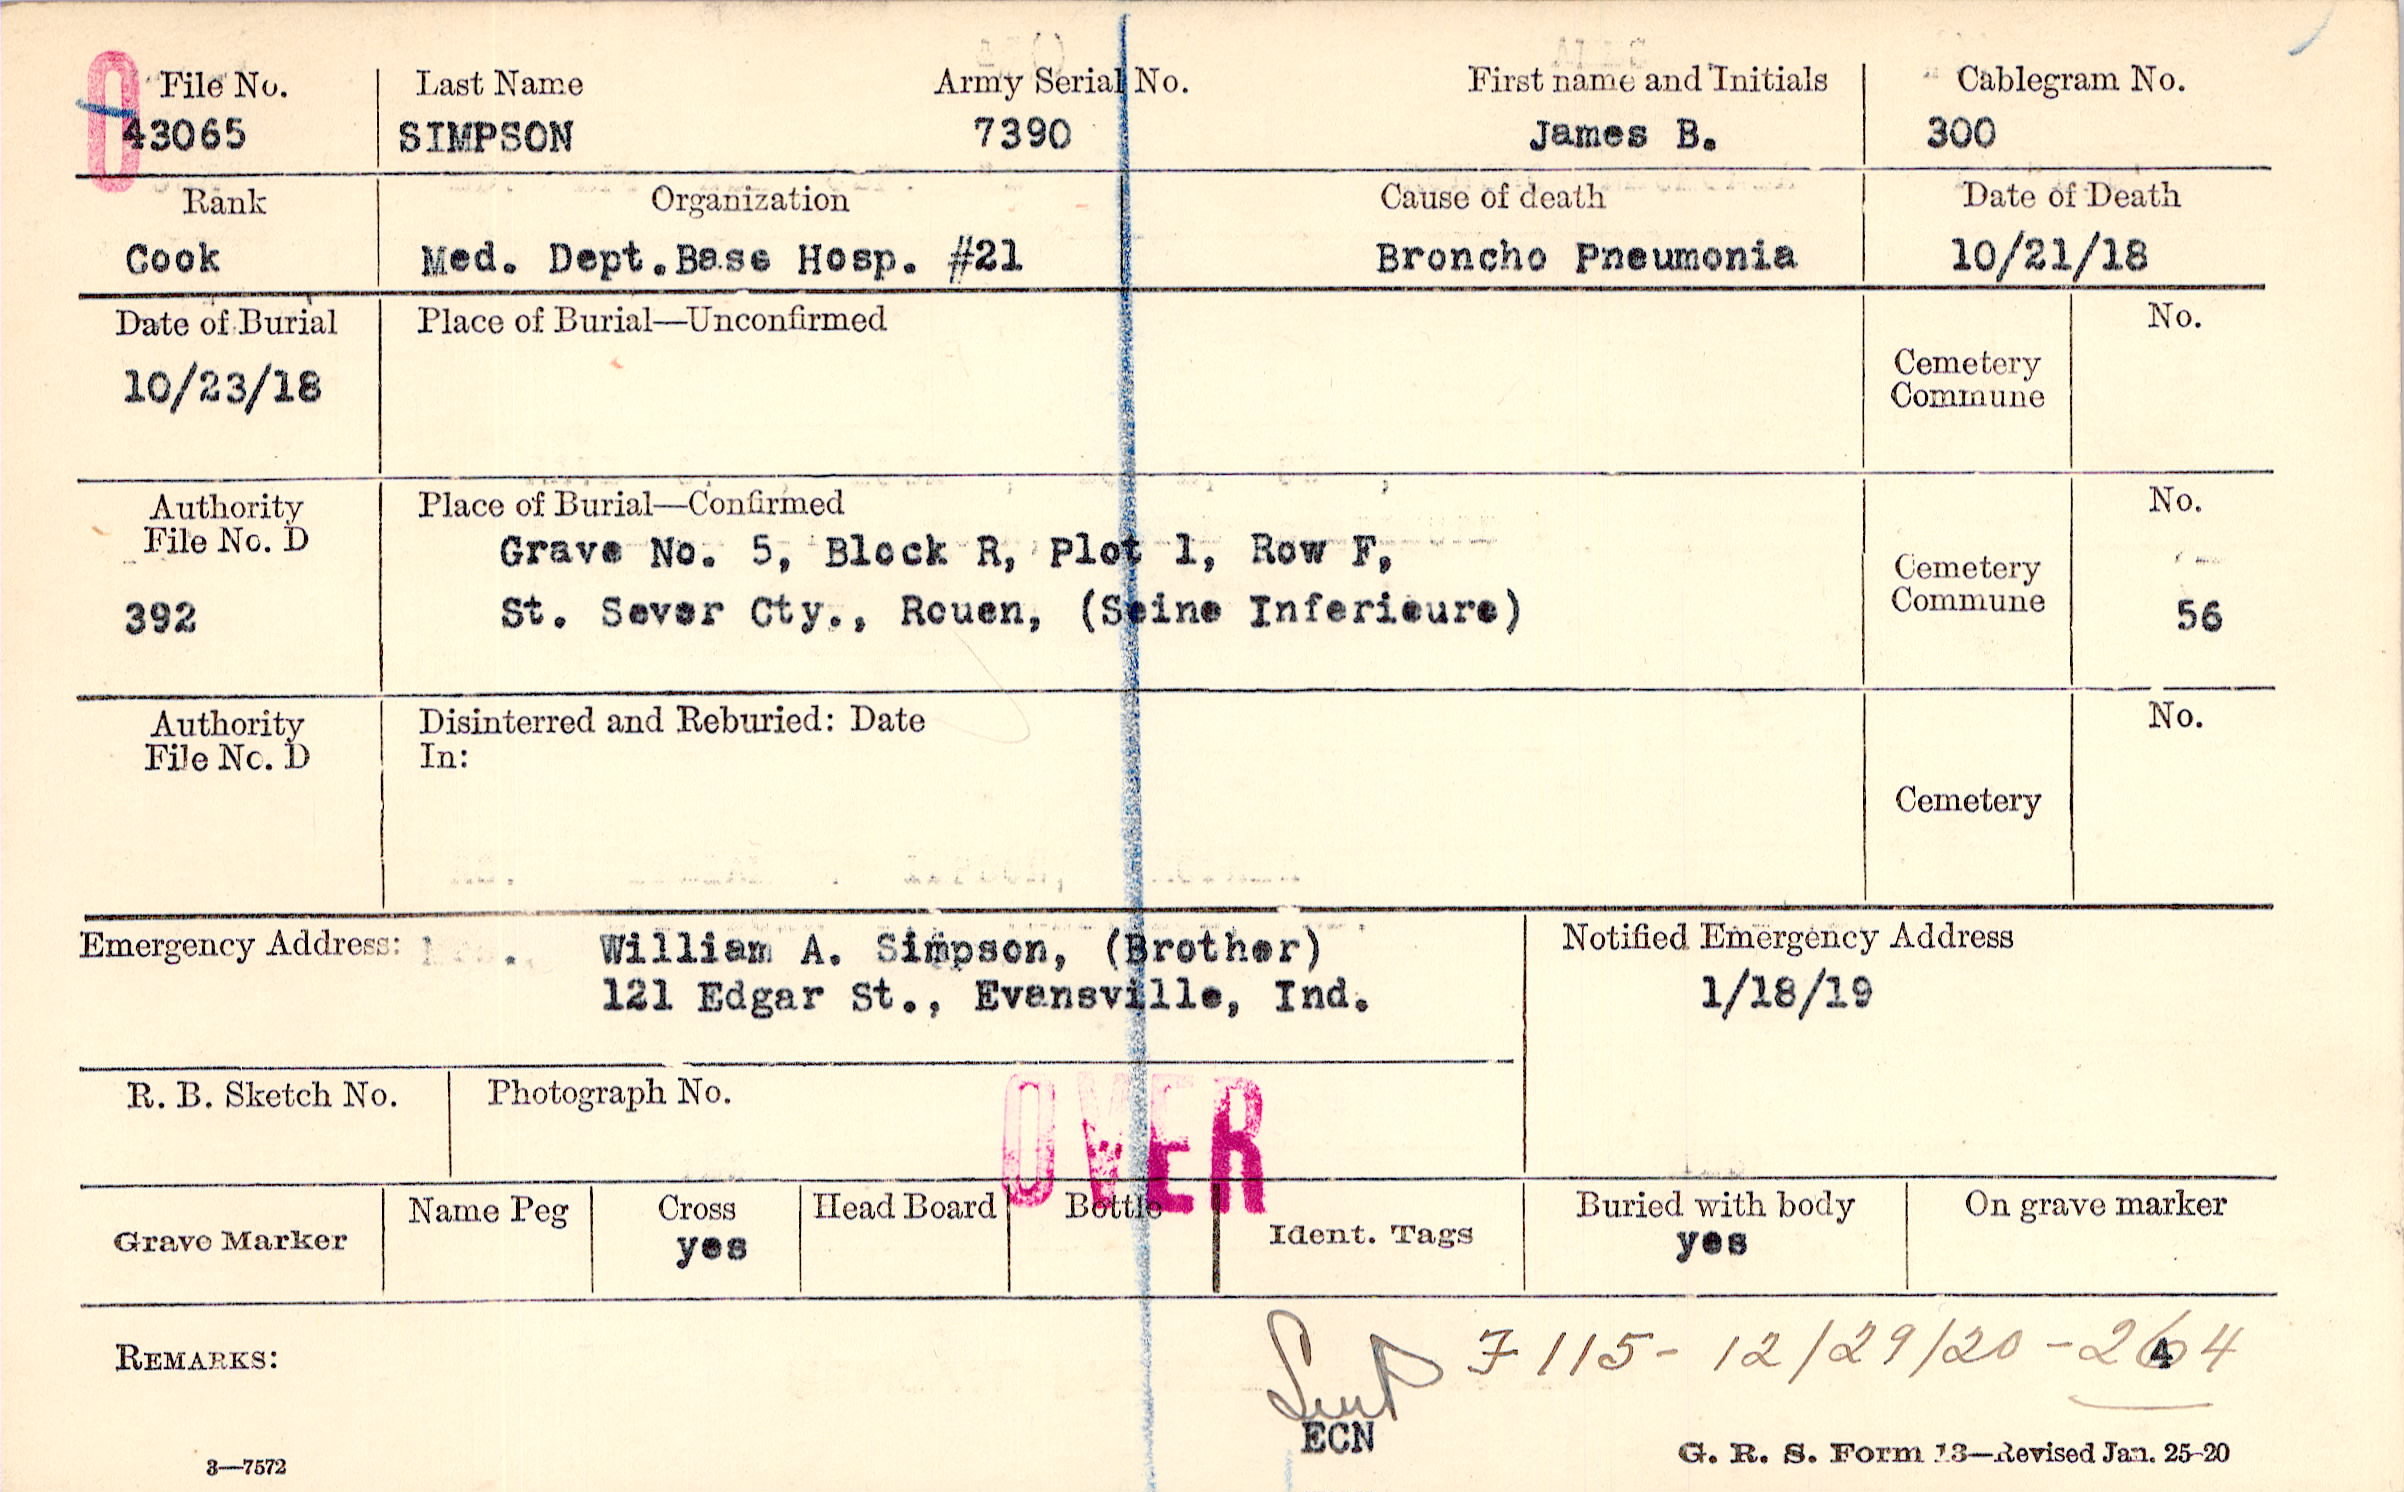 File No. Last Name Army Serial No. First name and Initials Cablegram No.
43065 SIMPSON 7390 James B. 300
Rank Organization Cause of death Date of Death
Cook Med. Dept. Base Hosp. #21 Broncho Pneumonia 10/21/18
Date of Burial Place of Burial—Unconfirmed No.
10/23/18 Cemetery
Commune
Authority Place of Burial—Confirmed No.
File No. D Grave No. 5, Block R, Plot 1, Row F,
392 St. Sever Cty., Rouen, (Seine Inferieure) Cemetery
Commune 56
Authority Disinterred and Reburied: Date No.
File No. D In:
Cemetery
Emergency Address: William A. Simpson, (Brother) Notified Emergency Address
121 Edgar St., Evansville, Ind. 1/18/19
R. B. Sketch No. Photograph No.
OVER
Grave Marker Name Peg Cross Head Board Bottle Ident. Tags Buried with body On grave marker
yes yes
REMARKS: F 115- 12/29/20 -
ECN
3—7572 G. R. S. Form 13—Revised Jan. 25-20